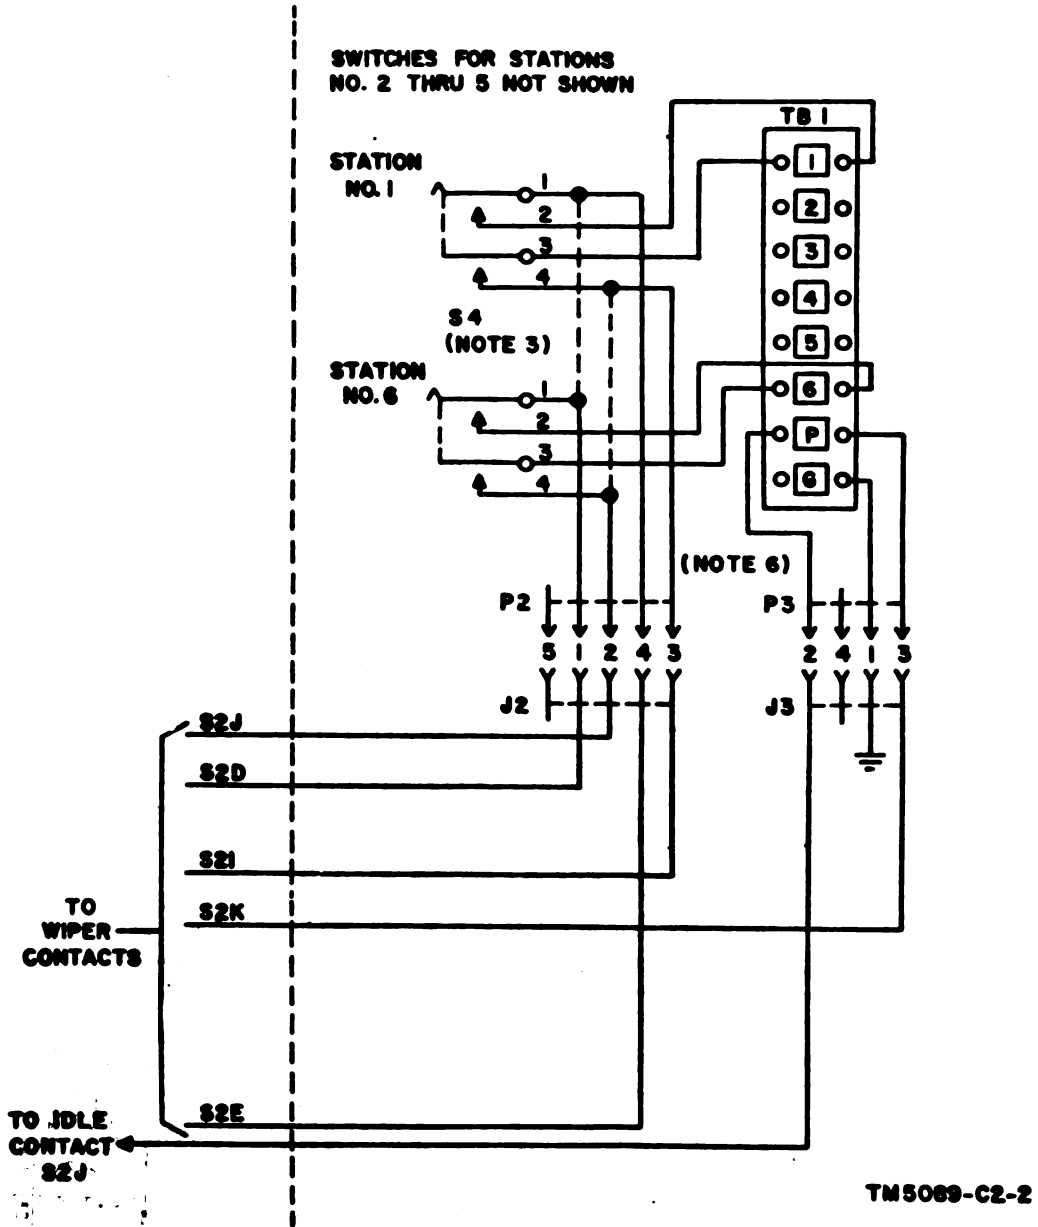 SWITCHES FOR STATIONS
NO. 2 THRU 5 NOT SHOWN
TB 1
STATION
NO. 1
1
2
3
4
1
2
3
4
5
6
P
6
S4
(NOTE 3)
STATION
NO. 6
1
2
3
4
(NOTE 6)
P2
P3
5 1 2 4 3
2 4 1 3
J2
J3
S2J
S2D
S2I
S2K
TO
WIPER
CONTACTS
S2E
TO IDLE
CONTACT
S2J
TM5089-C2-2